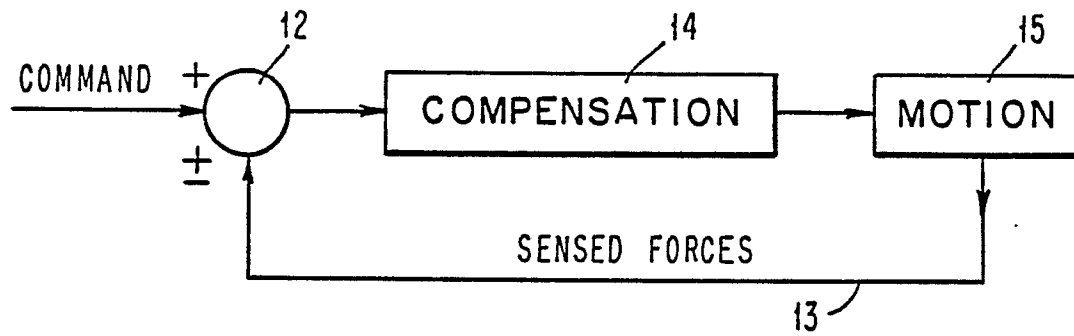 12
14
15
COMMAND
+
±
COMPENSATION
MOTION
SENSED FORCES
13